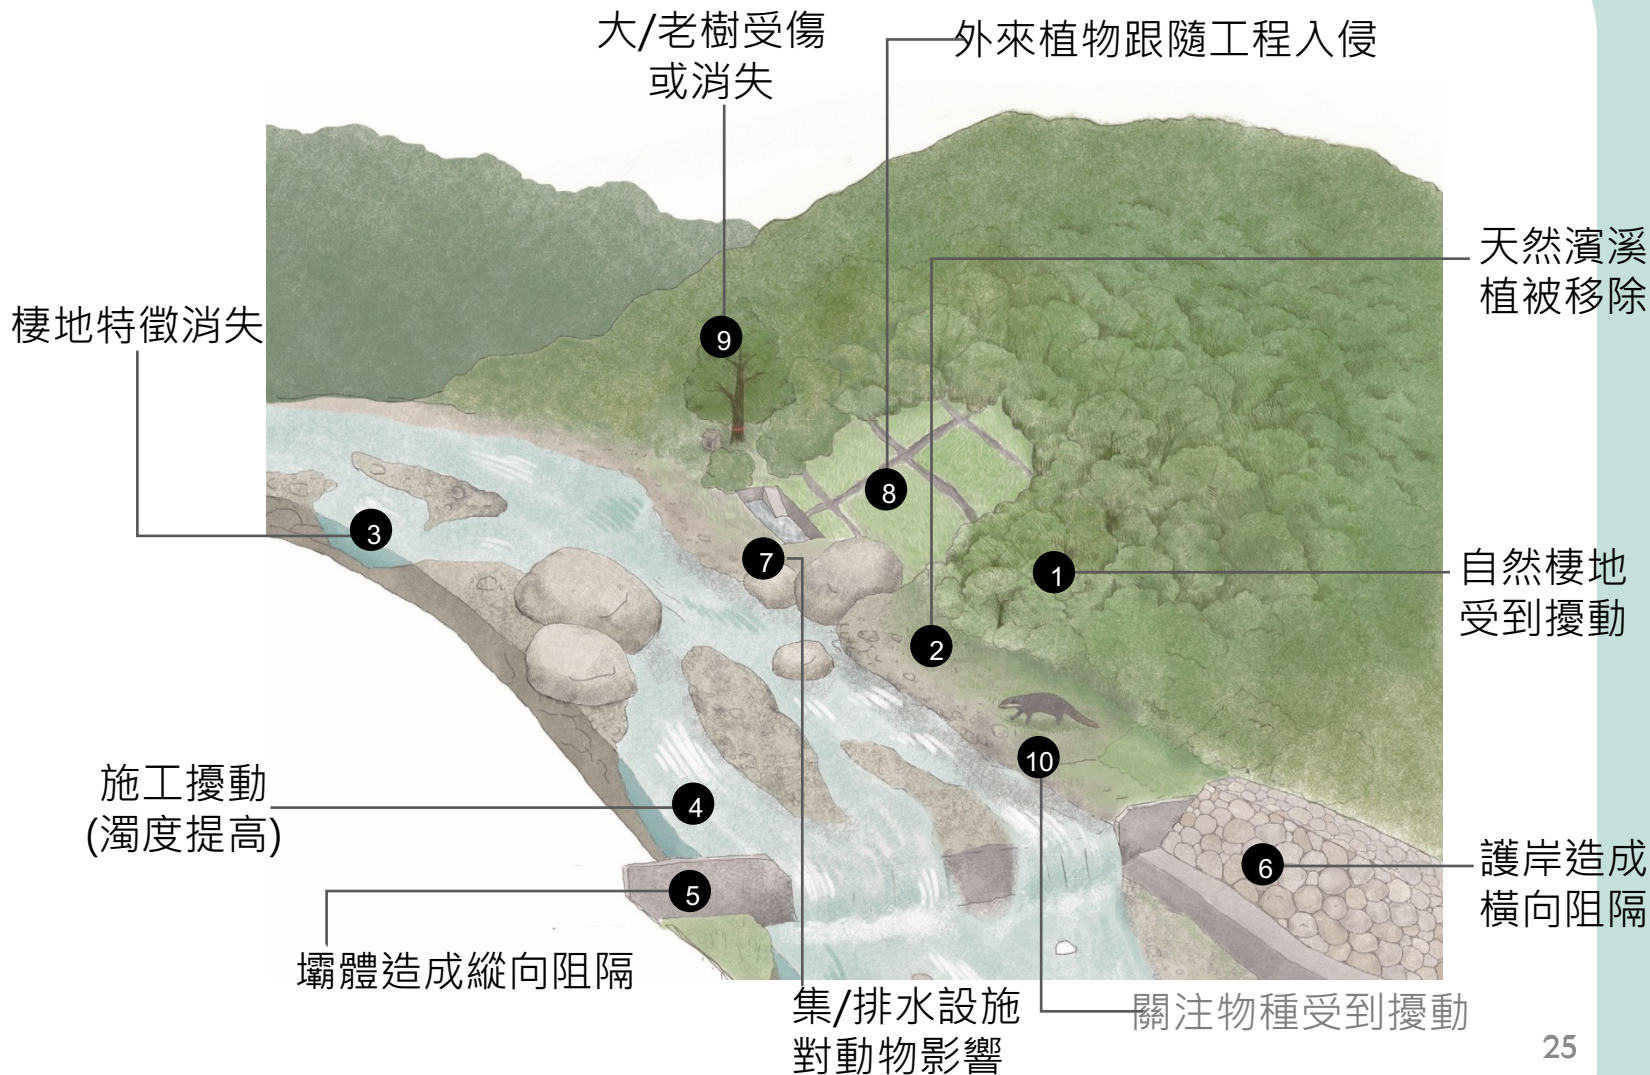 大/老樹受傷
或消失
外來植物跟隨工程入侵
天然濱溪
植被移除
棲地特徵消失
9
8
3
7
1
自然棲地
受到擾動
2
10
施工擾動
(濁度提高)
4
5
6
護岸造成
橫向阻隔
壩體造成縱向阻隔
集/排水設施
對動物影響
關注物種受到擾動
25